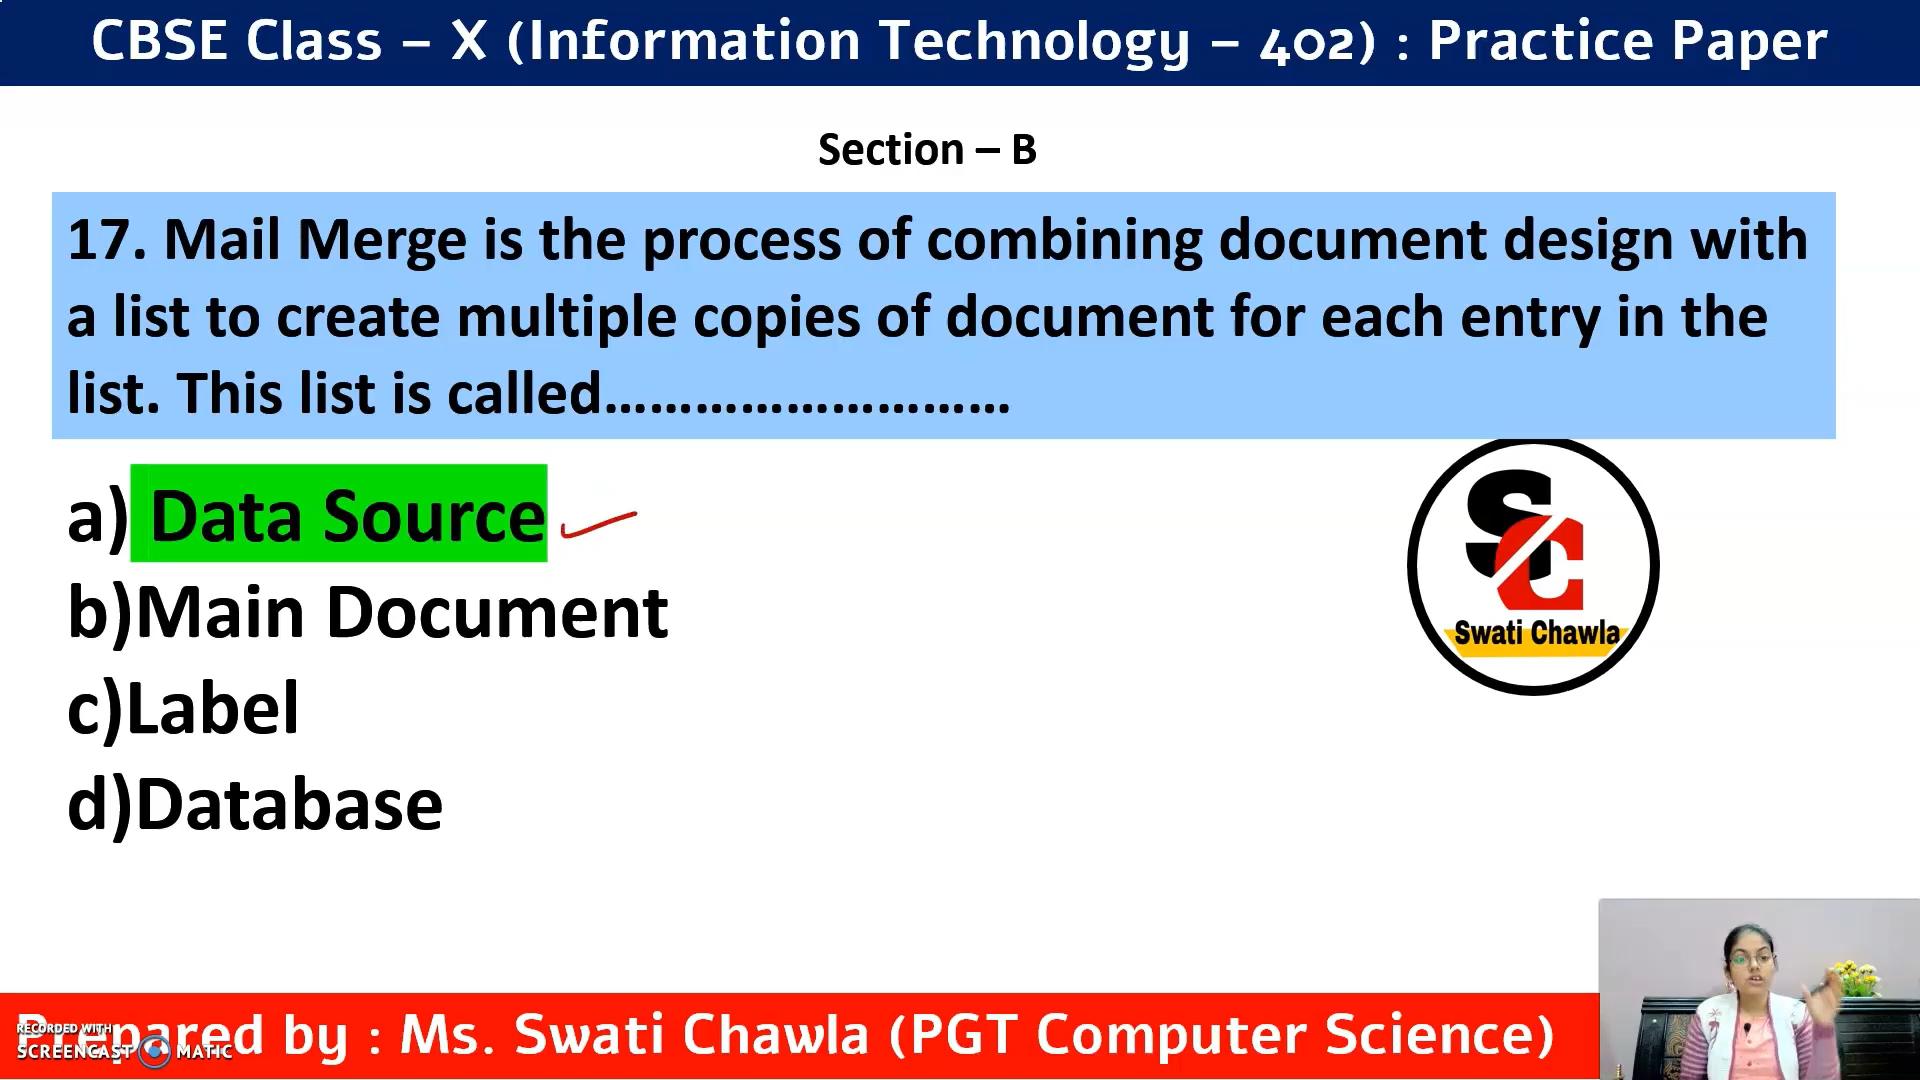 CBSE Class – X (Information Technology – 402) : Practice Paper
Section – B
17. Mail Merge is the process of combining document design with
a list to create multiple copies of document for each entry in the
list. This list is called………………………
a) Data Source
b)Main Document
c)Label
d)Database
SC
Swati Chawla
Prepared by : Ms. Swati Chawla (PGT Computer Science)
RECORDED WITH
SCREENCAST MATIC